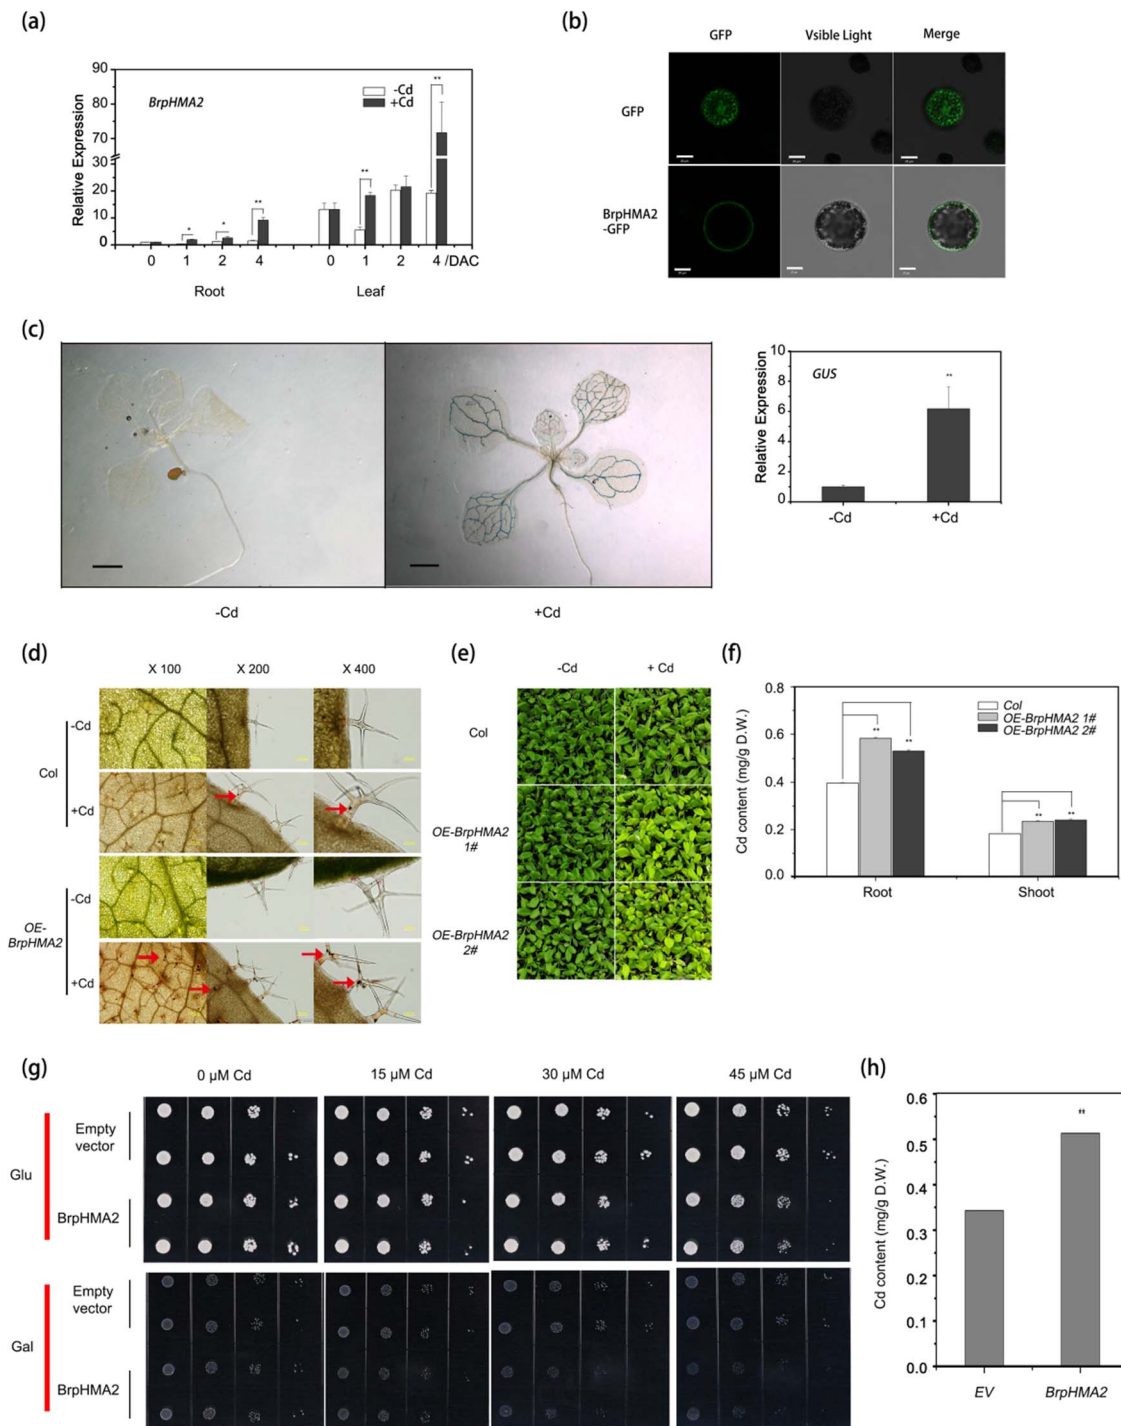 (a)
90
80
70
30
20
10
0
Relative Expression
BrpHMA2
-Cd
+Cd
**
*
*
**
**
0 1 2 4 0 1 2 4 /DAC
Root Leaf
(b)
GFP Vsible Light Merge
GFP
BrpHMA2
-GFP
(c)
-Cd +Cd
10
8
6
4
2
0
Relative Expression
GUS
**
-Cd +Cd
(d)
X 100 X 200 X 400
Col
-Cd
+Cd
OE-
BrpHMA2
-Cd
+Cd
(e)
-Cd + Cd
Col
OE-BrpHMA2
1#
OE-BrpHMA2
2#
(f)
0.8
0.6
0.4
0.2
0.0
Cd content (mg/g D.W.)
Col
OE-BrpHMA2 1#
OE-BrpHMA2 2#
** **
** **
Root Shoot
(g)
0 µM Cd 15 µM Cd 30 µM Cd 45 µM Cd
Glu
Empty
vector
BrpHMA2
Gal
Empty
vector
BrpHMA2
(h)
0.6
0.5
0.4
0.3
0.2
0.1
0.0
Cd content (mg/g D.W.)
**
EV BrpHMA2